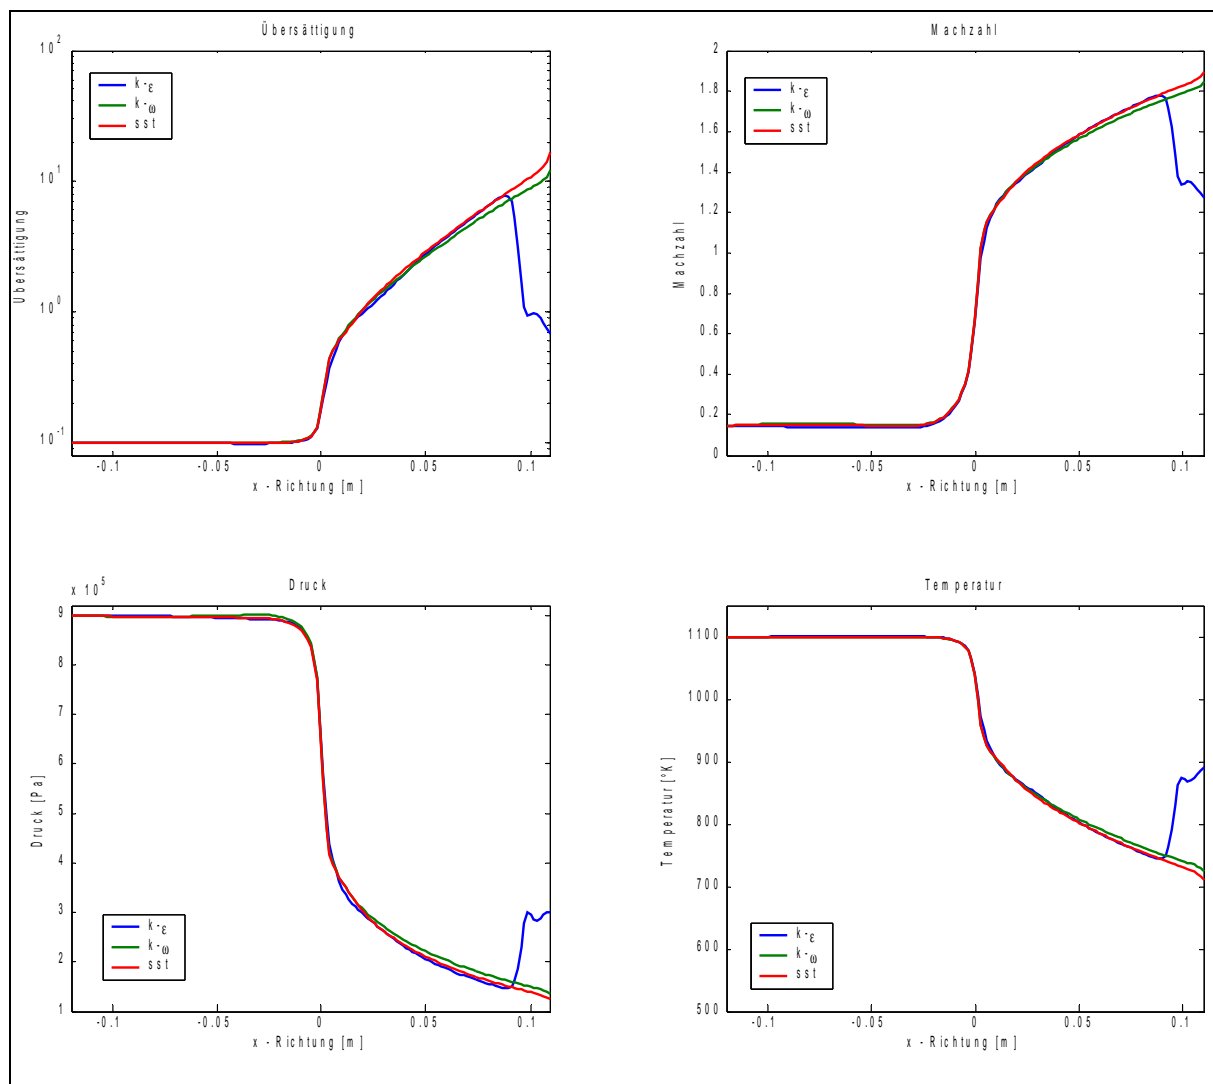 Übersättigung
Übersättigung
10^2
10^1
10^0
10^-1
k-ε
k-ω
sst
-0.1 -0.05 0 0.05 0.1
x - Richtung [m]
Machzahl
Machzahl
2
1.8
1.6
1.4
1.2
1
0.8
0.6
0.4
0.2
0
k-ε
k-ω
sst
-0.1 -0.05 0 0.05 0.1
x - Richtung [m]
Druck
x 10^5
Druck [Pa]
9
8
7
6
5
4
3
2
1
k-ε
k-ω
sst
-0.1 -0.05 0 0.05 0.1
x - Richtung [m]
Temperatur
Temperatur [°K]
1100
1000
900
800
700
600
500
k-ε
k-ω
sst
-0.1 -0.05 0 0.05 0.1
x - Richtung [m]